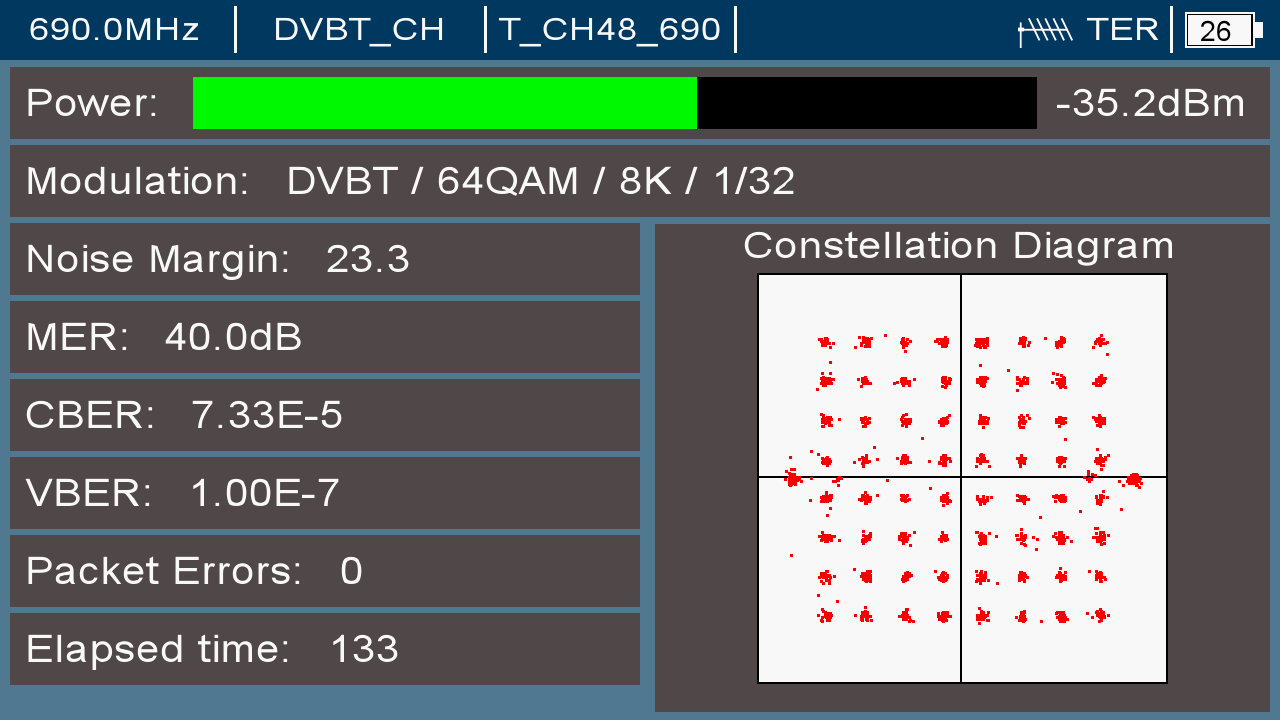 690.0MHz DVBT_CH T_CH48_690 TER 26
Power: -35.2dBm
Modulation: DVBT / 64QAM / 8K / 1/32
Noise Margin: 23.3
Constellation Diagram
MER: 40.0dB
CBER: 7.33E-5
VBER: 1.00E-7
Packet Errors: 0
Elapsed time: 133